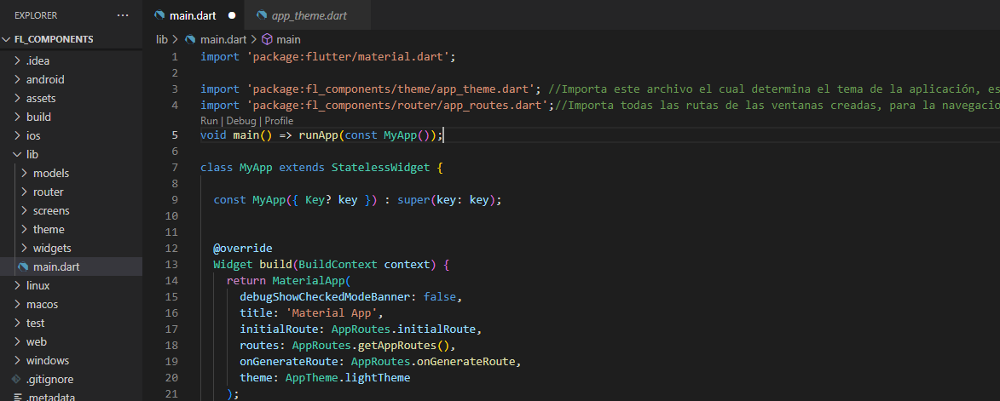 EXPLORER
FL_COMPONENTS
.idea
android
assets
build
ios
lib
models
router
screens
theme
widgets
main.dart
linux
macos
test
web
windows
.gitignore
.metadata
main.dart
app_theme.dart
lib > main.dart > main
1 import 'package:flutter/material.dart';
2
3 import 'package:fl_components/theme/app_theme.dart'; //Importa este archivo el cual determina el tema de la aplicación, es
4 import 'package:fl_components/router/app_routes.dart';//Importa todas las rutas de las ventanas creadas, para la navegacio
Run | Debug | Profile
5 void main() => runApp(const MyApp());
6
7 class MyApp extends StatelessWidget {
8
9 const MyApp({ Key? key }) : super(key: key);
10
11
12 @override
13 Widget build(BuildContext context) {
14 return MaterialApp(
15 debugShowCheckedModeBanner: false,
16 title: 'Material App',
17 initialRoute: AppRoutes.initialRoute,
18 routes: AppRoutes.getAppRoutes(),
19 onGenerateRoute: AppRoutes.onGenerateRoute,
20 theme: AppTheme.lightTheme
21 );